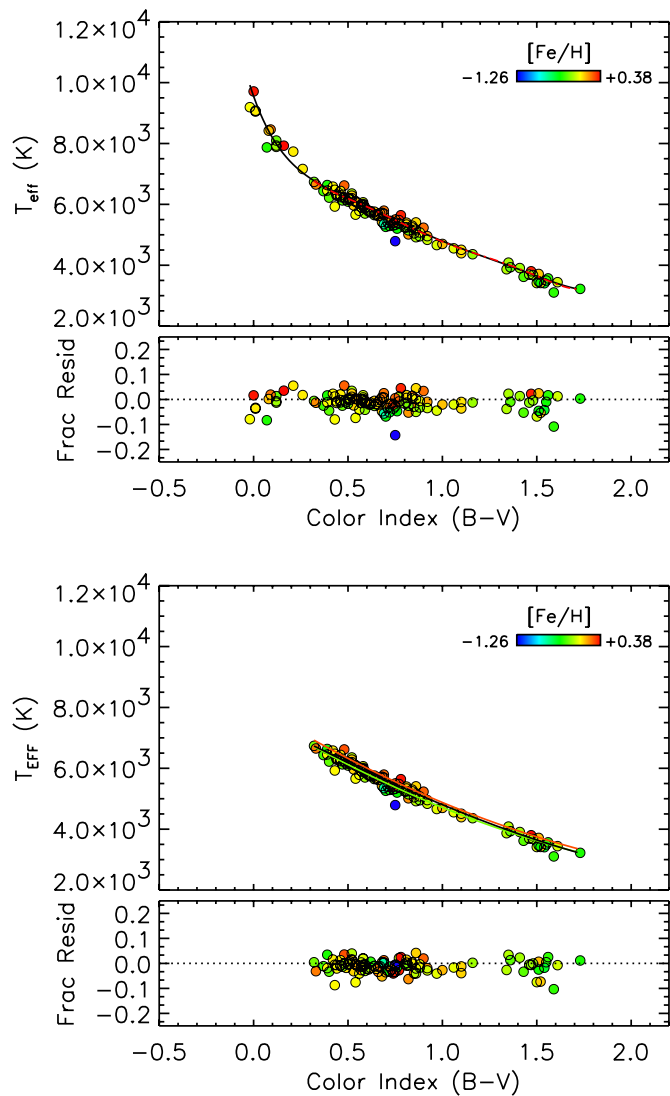 1.2×10⁴
[Fe/H]
−1.26 +0.38
1.0×10⁴
8.0×10³
6.0×10³
4.0×10³
2.0×10³
T_eff (K)
0.2
0.1
0.0
−0.1
−0.2
Frac Resid
−0.5 0.0 0.5 1.0 1.5 2.0
Color Index (B−V)
1.2×10⁴
[Fe/H]
−1.26 +0.38
1.0×10⁴
8.0×10³
6.0×10³
4.0×10³
2.0×10³
T_EFF (K)
0.2
0.1
0.0
−0.1
−0.2
Frac Resid
−0.5 0.0 0.5 1.0 1.5 2.0
Color Index (B−V)